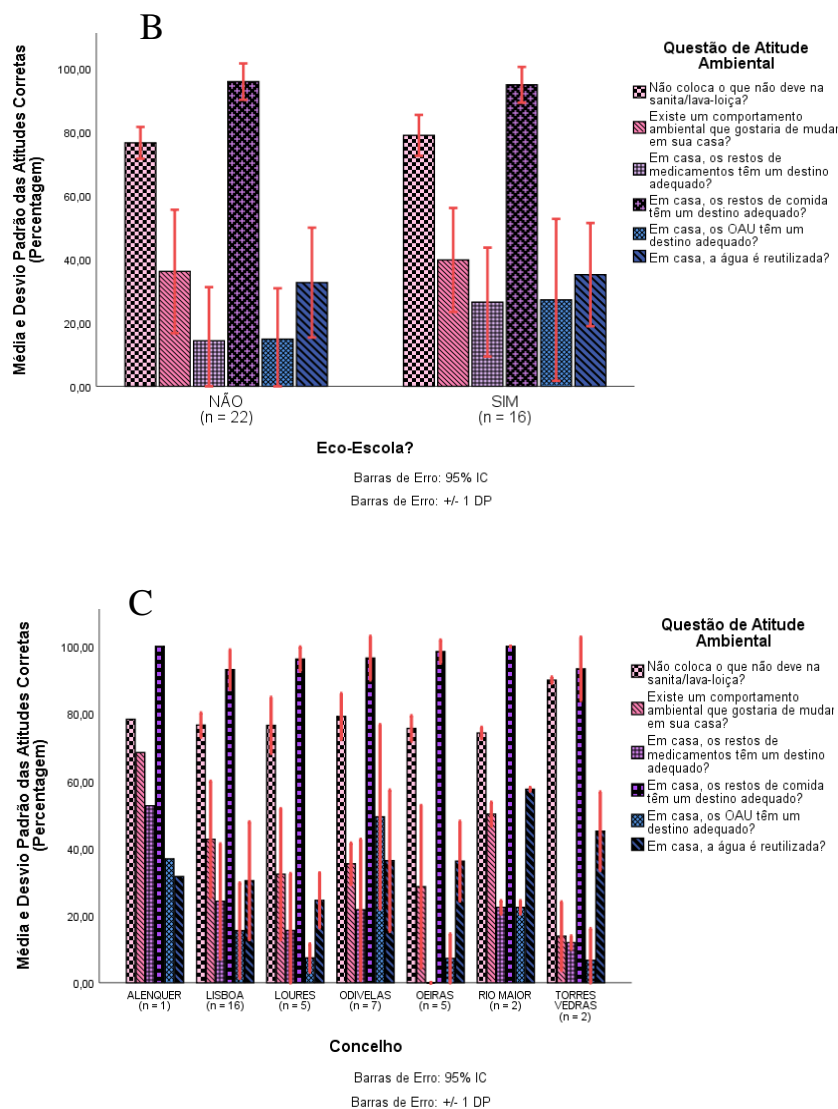 B
Média e Desvio Padrão das Atitudes Corretas
(Percentagem)
100,00
80,00
60,00
40,00
20,00
0,00
NÃO
(n = 22)
SIM
(n = 16)
Eco-Escola?
Barras de Erro: 95% IC
Barras de Erro: +/- 1 DP
Questão de Atitude
Ambiental
Não coloca o que não deve na
sanita/lava-loiça?
Existe um comportamento
ambiental que gostaria de mudar
em sua casa?
Em casa, os restos de
medicamentos têm um destino
adequado?
Em casa, os restos de comida
têm um destino adequado?
Em casa, os OAU têm um
destino adequado?
Em casa, a água é reutilizada?
C
Média e Desvio Padrão das Atitudes Corretas
(Percentagem)
100,00
80,00
60,00
40,00
20,00
0,00
ALENQUER
(n = 1)
LISBOA
(n = 16)
LOURES
(n = 5)
ODIVELAS
(n = 7)
OEIRAS
(n = 5)
RIO MAIOR
(n = 2)
TORRES
VEDRAS
(n = 2)
Concelho
Barras de Erro: 95% IC
Barras de Erro: +/- 1 DP
Questão de Atitude
Ambiental
Não coloca o que não deve na
sanita/lava-loiça?
Existe um comportamento
ambiental que gostaria de mudar
em sua casa?
Em casa, os restos de
medicamentos têm um destino
adequado?
Em casa, os restos de comida
têm um destino adequado?
Em casa, os OAU têm um
destino adequado?
Em casa, a água é reutilizada?